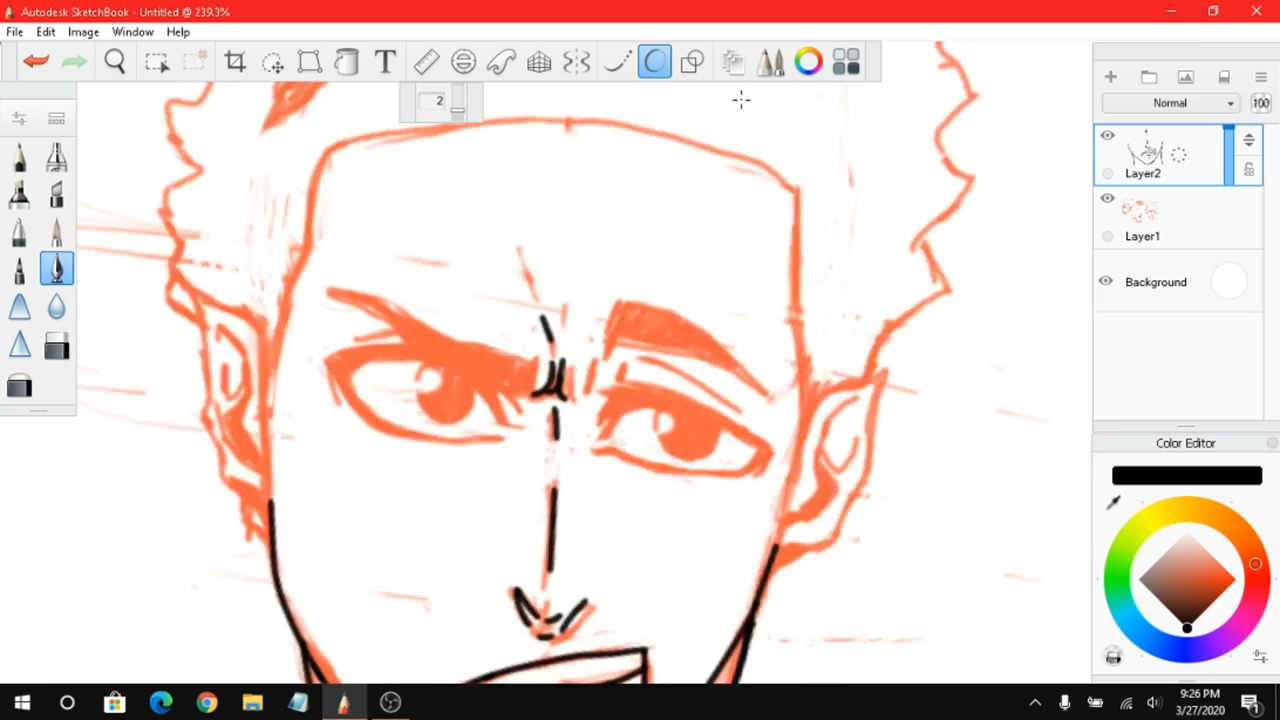 Autodesk SketchBook - Untitled @ 239.3%
File Edit Image Window Help
T
2
Normal 100
Layer2
Layer1
Background
Color Editor
9:26 PM
3/27/2020
1